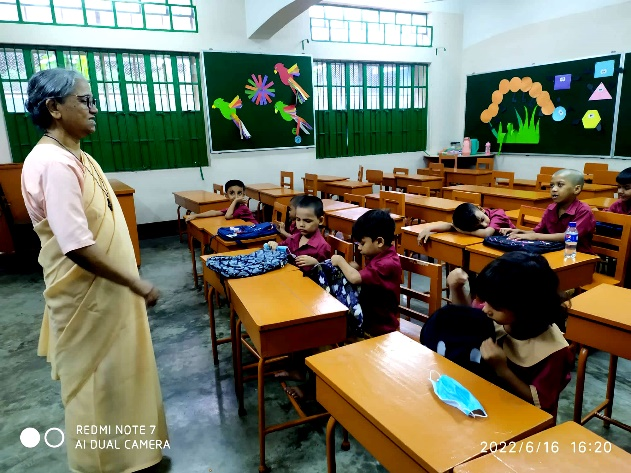 REDMI NOTE 7
AI DUAL CAMERA
2022/6/16 16:20